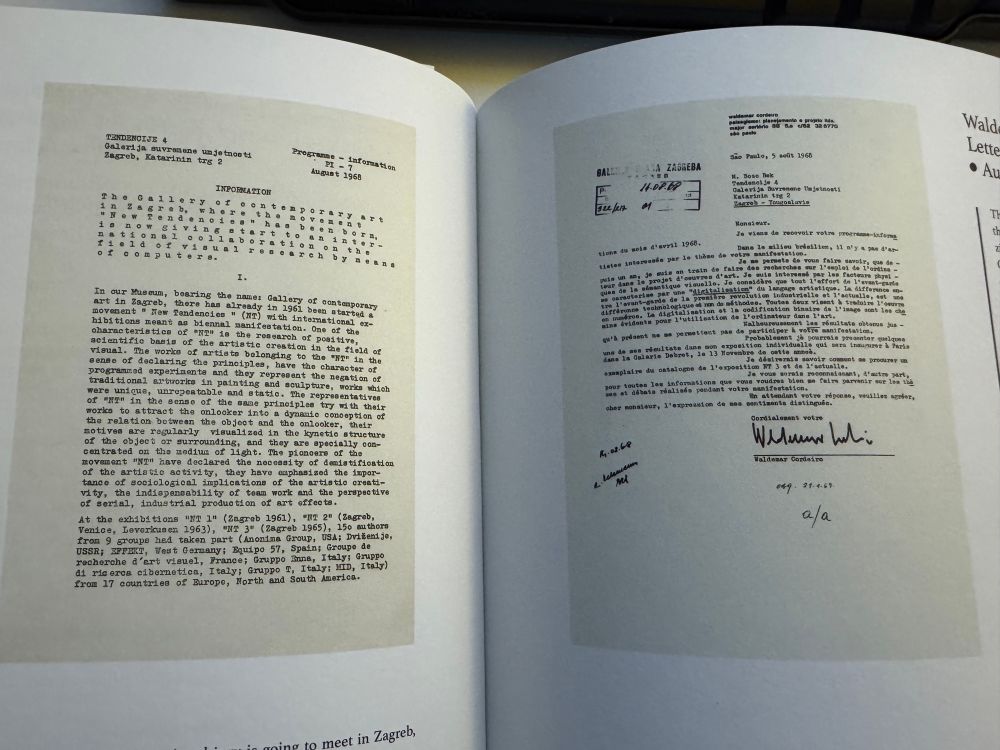 TENDENCIJE 4
Galerija suvremene umjetnosti
Zagreb, Katarinin trg 2
Programme - information
PI - 7
August 1968
INFORMATION
The Gallery of contemporary art
in Zagreb, where the movement
"New Tendencies" has been born,
is now giving start to an inter-
national collaboration on the
field of visual research by means
of computers.
I.
In our Museum, bearing the name: Gallery of contemporary
art in Zagreb, there has already in 1961 been started a
movement " New Tendencies " (NT) with international ex-
hibitions meant as biennal manifestation. One of the
characteristics of "NT" is the research of positive,
scientific basis of the artistic creation in the field of
visual. The works of artists belonging to the "NT" in the
sense of declaring the principles, have the character of
programmed experiments and they represent the negation of
traditional artworks in painting and sculpture, works which
were unique, unrepeatable and static. The representatives
of "NT" in the sense of the same principles try with their
works to attract the onlooker into a dynamic conception of
the relation between the object and the onlooker, their
motives are regularly visualized in the kynetic structure
of the object or surrounding, and they are specially con-
centrated on the medium of light. The pioneers of the
movement "NT" have declared the necessity of demistification
of the artistic activity, they have emphasized the impor-
tance of sociological implications of the artistic creati-
vity, the indispensability of team work and the perspective
of serial, industrial production of art effects.
At the exhibitions "NT 1" (Zagreb 1961), "NT 2" (Zagreb,
Venice, Leverkusen 1963), "NT 3" (Zagreb 1965), 15o authors
from 9 groups had taken part (Anonima Group, USA; Dviženije,
USSR; EFFEKT, West Germany; Equipo 57, Spain; Groupe de
recherche d'art visuel, France; Gruppo Enna, Italy; Gruppo
di ricerca cibernetica, Italy; Gruppo T, Italy; MID, Italy)
from 17 countries of Europe, North and South America.
is going to meet in Zagreb,
waldemar cordeiro
paisagismo: planejamento e projeto ltda.
são paulo
São Paulo, 5 août 1968
ZAGREB
14.08.68
M. Boze Bek
Tendencije 4
Galerija Suvremene Umjetnosti
Katarinin trg 2
Zagreb - Yougoslavie
Monsieur.
Je viens de recevoir votre programme-informa
tions du mois d'avril 1968.
Dans le milieu brésilien, il n'y a pas d'ar-
tistes interessés par le thème de votre manifestation.
Je me permets de vous faire savoir, que de-
puis un an, je suis en train de faire des recherches sur l'emploi de l'ordina-
teur dans le projet d'oeuvres d'art. Je suis interessé par les facteurs physi-
ques de la sémantique visuelle. Je considère que tout l'effort de l'avant-garde
se caracterise par une "digitalisation" du langage artistique. La différence en-
tre l'avant-garde de la première révolution industrielle et l'actuelle, est une
différence technologique et non de méthodes. Toutes deux visent à traduire l'oeuvre
en numéros. La digitalisation et la codification binaire de l'image sont les che
mins évidents pour l'utilisation de l'ordinateur dans l'art.
Malheureusement les résultats obtenus jus-
qu'à présent ne me permettent pas de participer à votre manifestation.
Probablement je pourrais présenter quelques
uns de ses résultats dans mon exposition individuelle qui sera inaugurér à Paris
dans la Galerie Debret, le 13 Novembre de cette année.
Je désirerais savoir comment se procurer un
exemplaire du catalogue de l'exposition NT 3 et de l'actuelle.
Je vous serais reconnaissant, d'autre part,
pour toutes les informations que vous voudrez bien me faire parvenir sur les thè
ses et débats réalisés pendant votre manifestation.
En attendant votre réponse, veuillez agréer,
cher monsieur, l'expression de mes sentiments distingués.
Cordialement votre
Waldemar Cordeiro
a/a
Walde
Lette
• Au
Th
th